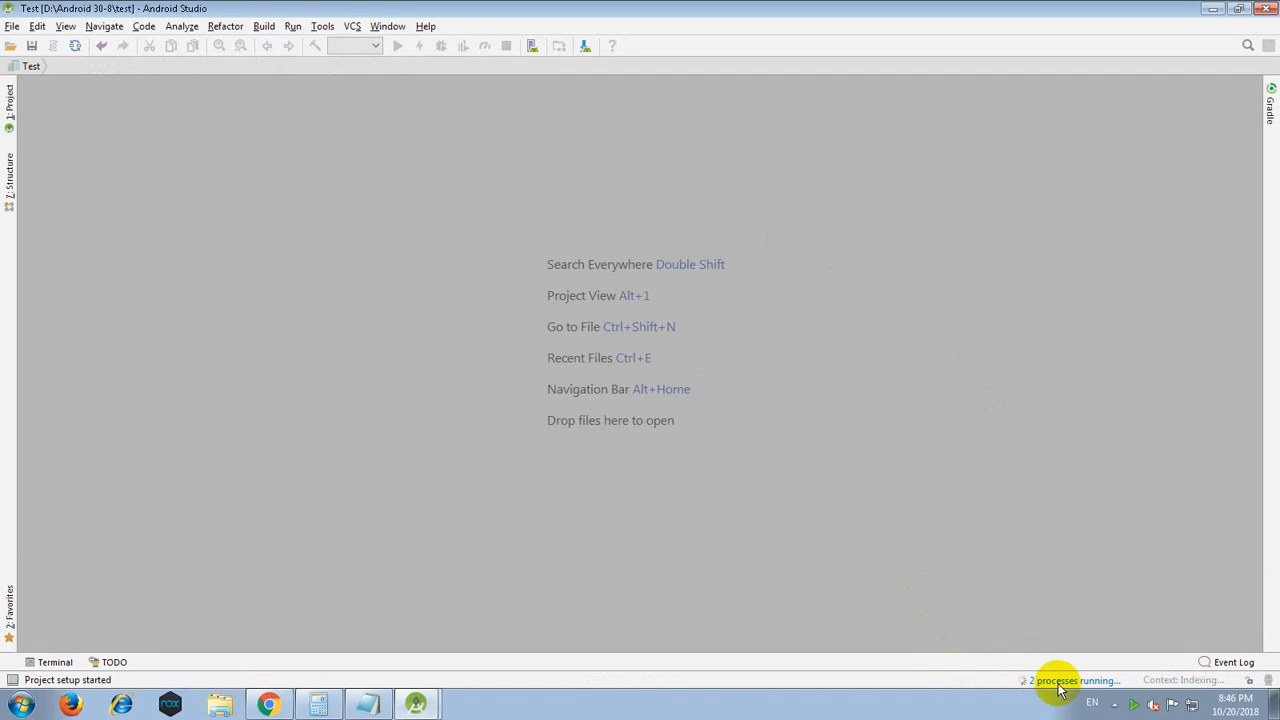 Test [D:\Android 30-8\test] - Android Studio
File Edit View Navigate Code Analyze Refactor Build Run Tools VCS Window Help
Test
1: Project
7: Structure
2: Favorites
Gradle
Search Everywhere Double Shift
Project View Alt+1
Go to File Ctrl+Shift+N
Recent Files Ctrl+E
Navigation Bar Alt+Home
Drop files here to open
Terminal TODO Event Log
Project setup started 2 processes running... Context: Indexing...
nox EN 8:46 PM
10/20/2018